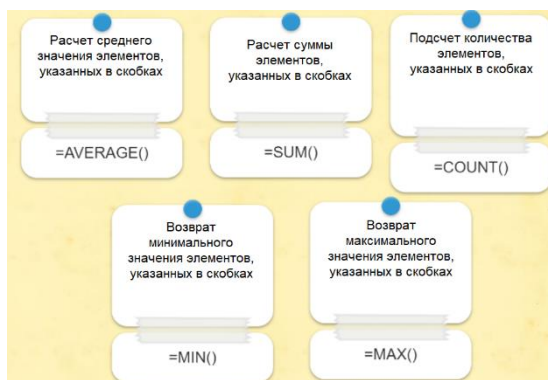 Расчет среднего
значения элементов,
указанных в скобках
=AVERAGE()
Расчет суммы
элементов,
указанных в скобках
=SUM()
Подсчет количества
элементов,
указанных в скобках
=COUNT()
Возврат
минимального
значения элементов,
указанных в скобках
=MIN()
Возврат
максимального
значения элементов,
указанных в скобках
=MAX()